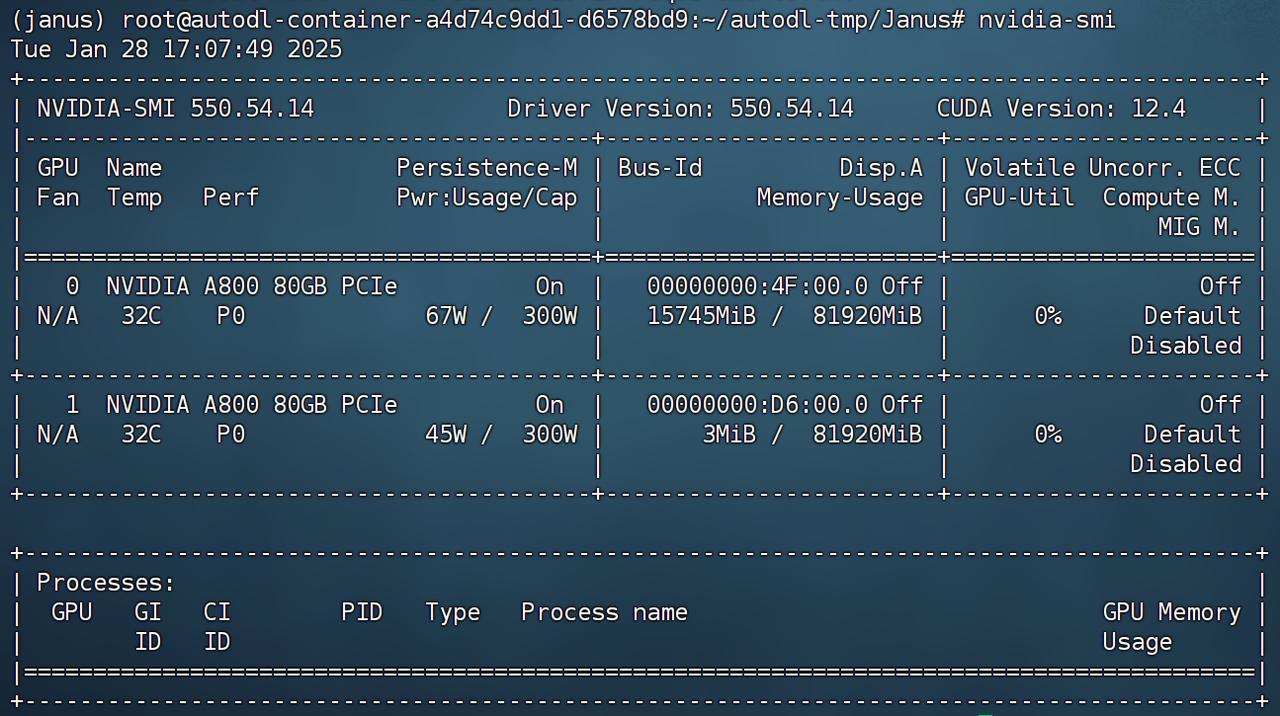 (janus) root@autodl-container-a4d74c9dd1-d6578bd9:~/autodl-tmp/Janus# nvidia-smi
Tue Jan 28 17:07:49 2025
+-----------------------------------------------------------------------------------------+
| NVIDIA-SMI 550.54.14              Driver Version: 550.54.14      CUDA Version: 12.4     |
|-----------------------------------------+------------------------+----------------------+
| GPU  Name                 Persistence-M | Bus-Id          Disp.A | Volatile Uncorr. ECC |
| Fan  Temp   Perf          Pwr:Usage/Cap |           Memory-Usage | GPU-Util  Compute M. |
|                                         |                        |               MIG M. |
|=========================================+========================+======================|
|   0  NVIDIA A800 80GB PCIe          On  |   00000000:4F:00.0 Off |                  Off |
| N/A   32C    P0             67W /  300W |   15745MiB /  81920MiB |      0%      Default |
|                                         |                        |             Disabled |
+-----------------------------------------+------------------------+----------------------+
|   1  NVIDIA A800 80GB PCIe          On  |   00000000:D6:00.0 Off |                  Off |
| N/A   32C    P0             45W /  300W |       3MiB /  81920MiB |      0%      Default |
|                                         |                        |             Disabled |
+-----------------------------------------+------------------------+----------------------+

+-----------------------------------------------------------------------------------------+
| Processes:                                                                              |
|  GPU   GI   CI        PID   Type   Process name                              GPU Memory |
|        ID   ID                                                               Usage      |
|=========================================================================================|
+-----------------------------------------------------------------------------------------+